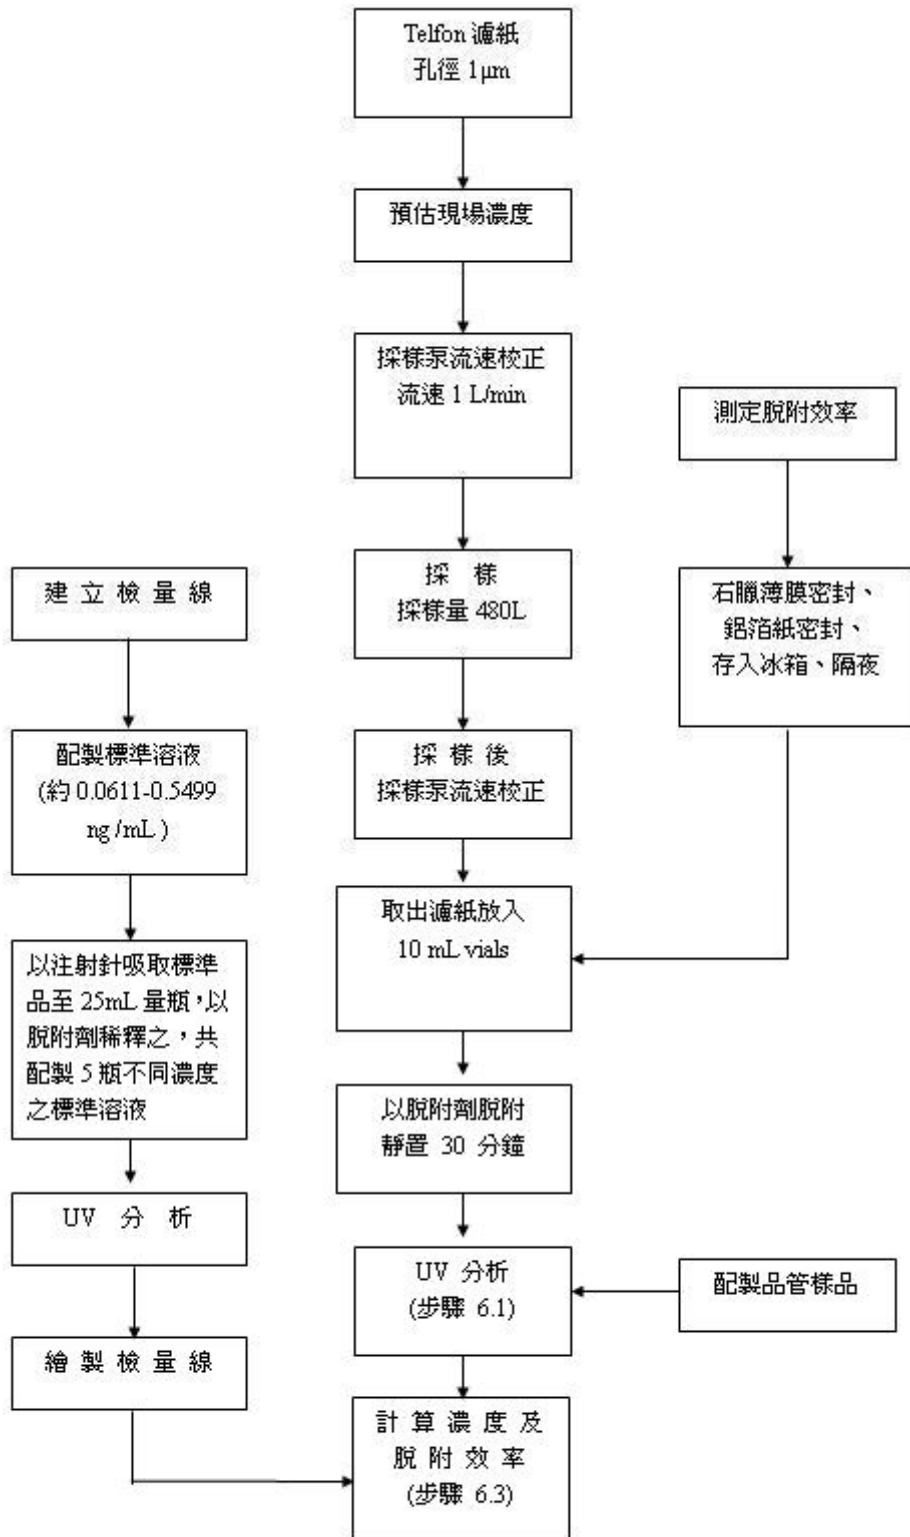 Telfon 濾紙
孔徑 1μm
預估現場濃度
採樣泵流速校正
流速 1 L/min
測定脫附效率
採 樣
採樣量 480L
建 立 檢 量 線
石臘薄膜密封、
鋁箔紙密封、
存入冰箱、隔夜
配製標準溶液
(約 0.0611-0.5499
ng /mL )
採 樣 後
採樣泵流速校正
取出濾紙放入
10 mL vials
以注射針吸取標準
品至 25mL 量瓶，以
脫附劑稀釋之，共
配製 5 瓶不同濃度
之標準溶液
以脫附劑脫附
靜置 30 分鐘
UV 分 析
UV 分析
(步驟 6.1)
配製品管樣品
繪 製 檢 量 線
計 算 濃 度 及
脫 附 效 率
(步驟 6.3)